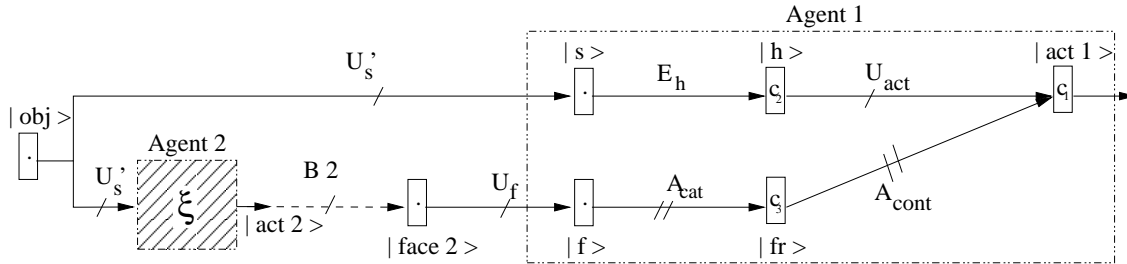 Agent 1
U_s' | s > E_h | h > U_act | act 1 >
c_2 c_1
| obj >
Agent 2
U_s' ξ B 2 U_f A_cat c_3 A_cont
| act 2 > | face 2 > | f > | fr >